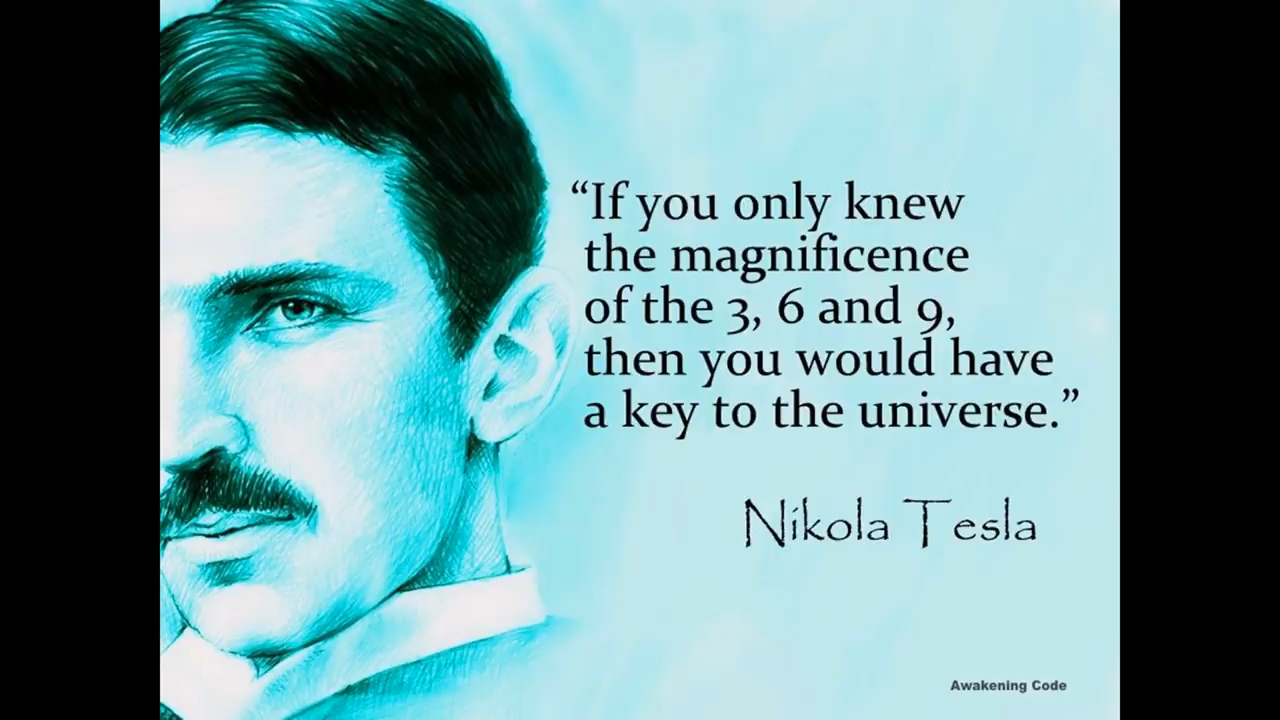 “If you only knew
the magnificence
of the 3, 6 and 9,
then you would have
a key to the universe.”
Nikola Tesla
Awakening Code